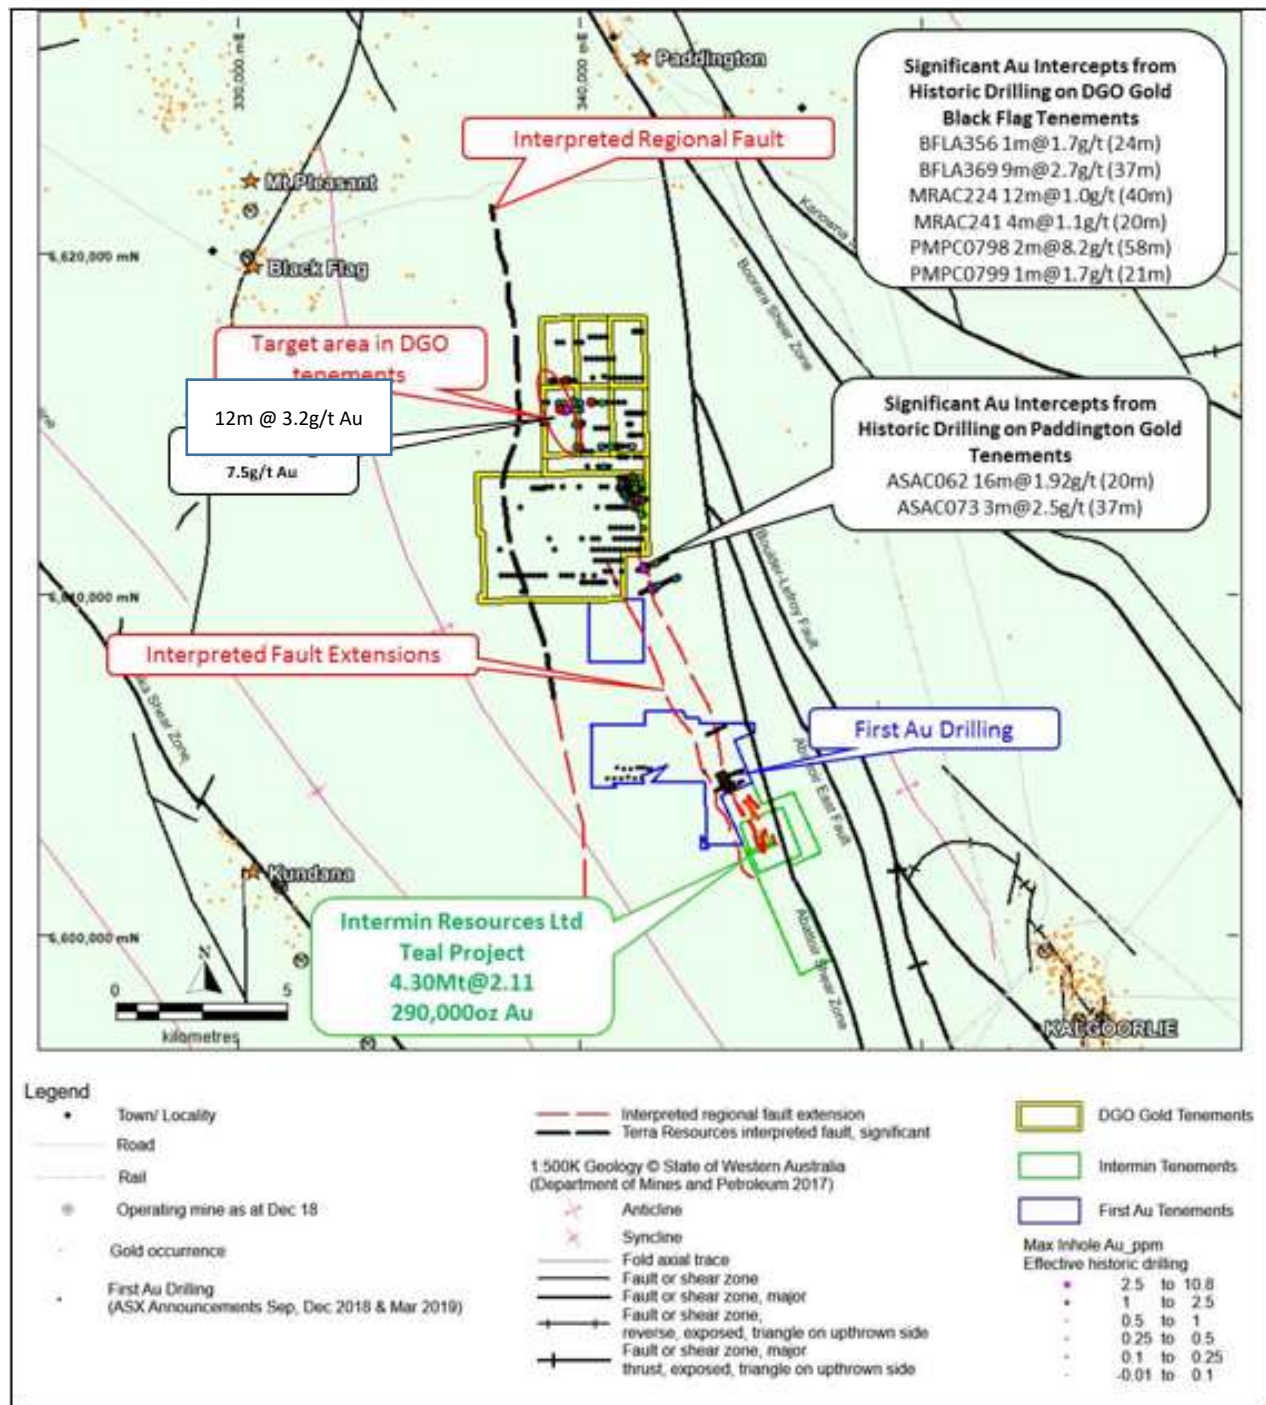 330,000 mE
340,000 mE
Paddington
Significant Au Intercepts from
Historic Drilling on DGO Gold
Black Flag Tenements
BFLA356 1m@1.7g/t (24m)
BFLA369 9m@2.7g/t (37m)
MRAC224 12m@1.0g/t (40m)
MRAC241 4m@1.1g/t (20m)
PMPC0798 2m@8.2g/t (58m)
PMPC0799 1m@1.7g/t (21m)
Interpreted Regional Fault
Mt Pleasant
Kanowna
6,620,000 mN
Black Flag
Boorara Shear Zone
Target area in DGO
tenements
12m @ 3.2g/t Au
7.5g/t Au
Significant Au Intercepts from
Historic Drilling on Paddington Gold
Tenements
ASAC062 16m@1.92g/t (20m)
ASAC073 3m@2.5g/t (37m)
Boulder-Lefroy Fault
mN
Interpreted Fault Extensions
Shear Zone
First Au Drilling
Abattoir East Fault
Kundana
Intermin Resources Ltd
Teal Project
4.30Mt@2.11
290,000oz Au
Abattoir Shear Zone
6,600,000 mN
N
0 5
kilometres
KALGOORLIE
Legend
Town/ Locality
Road
Rail
Operating mine as at Dec 18
Gold occurrence
First Au Drilling
(ASX Announcements Sep, Dec 2018 & Mar 2019)
Interpreted regional fault extension
Terra Resources interpreted fault, significant
1:500K Geology © State of Western Australia
(Department of Mines and Petroleum 2017)
Anticline
Syncline
Fold axial trace
Fault or shear zone
Fault or shear zone, major
Fault or shear zone,
reverse, exposed, triangle on upthrown side
Fault or shear zone, major
thrust, exposed, triangle on upthrown side
DGO Gold Tenements
Intermin Tenements
First Au Tenements
Max Inhole Au_ppm
Effective historic drilling
2.5 to 10.8
1 to 2.5
0.5 to 1
0.25 to 0.5
0.1 to 0.25
-0.01 to 0.1